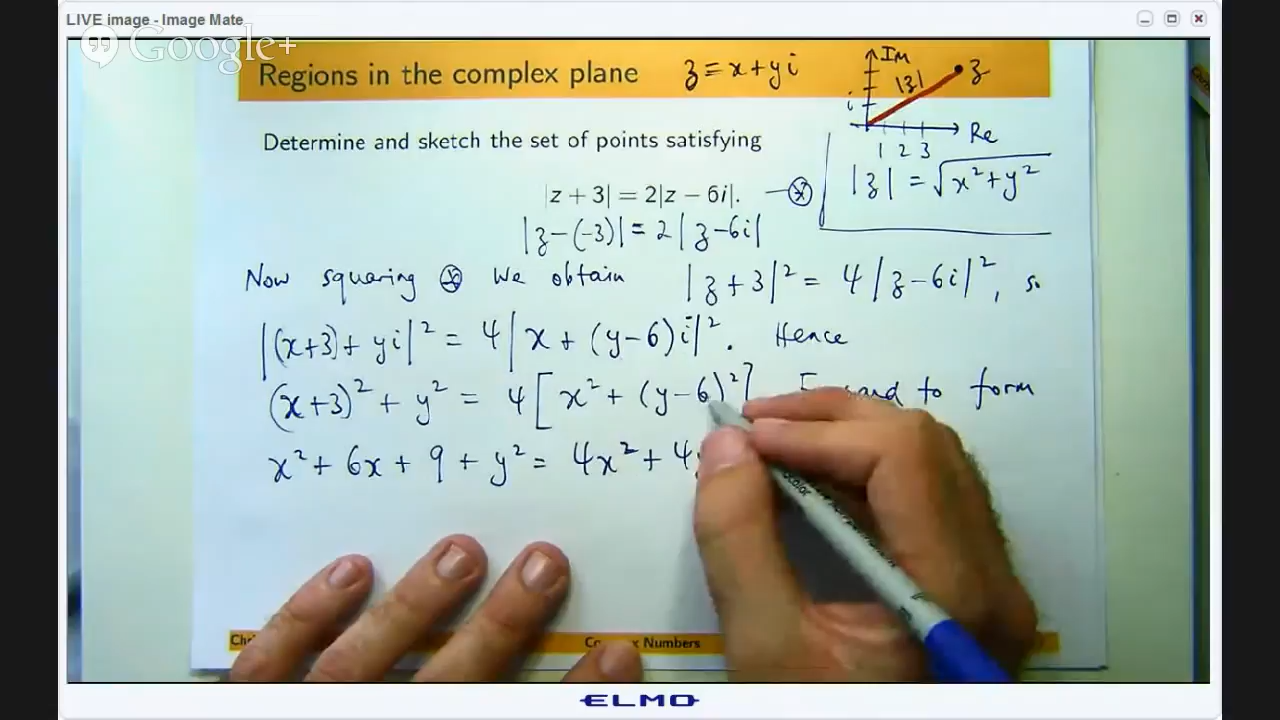 LIVE image - Image Mate
Google+
Regions in the complex plane z = x + yi
Im
|z| z
i
Re
1 2 3
Determine and sketch the set of points satisfying
|z + 3| = 2|z − 6i|. —⊛
|z| = √(x² + y²)
|z − (−3)| = 2 | z − 6i|
Now squaring ⊛ we obtain |z + 3|² = 4 |z − 6i|², so
|(x+3) + yi|² = 4 | x + (y − 6) i|². Hence
(x+3)² + y² = 4 [ x² + (y − 6)²] to form
x² + 6x + 9 + y² = 4x² + 4
Complex Numbers
ELMO